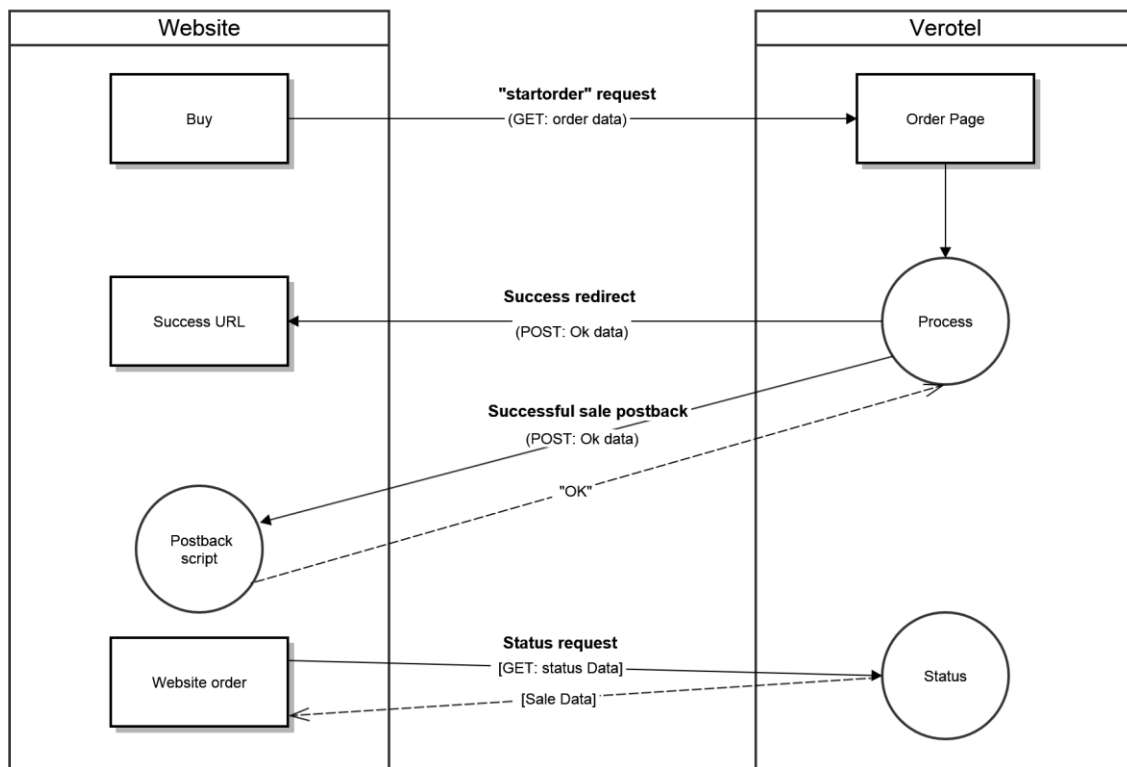 Website
Verotel
"startorder" request
Buy
(GET: order data)
Order Page
Success redirect
Success URL
(POST: Ok data)
Process
Successful sale postback
(POST: Ok data)
"OK"
Postback
script
Status request
[GET: status Data]
Website order
Status
[Sale Data]